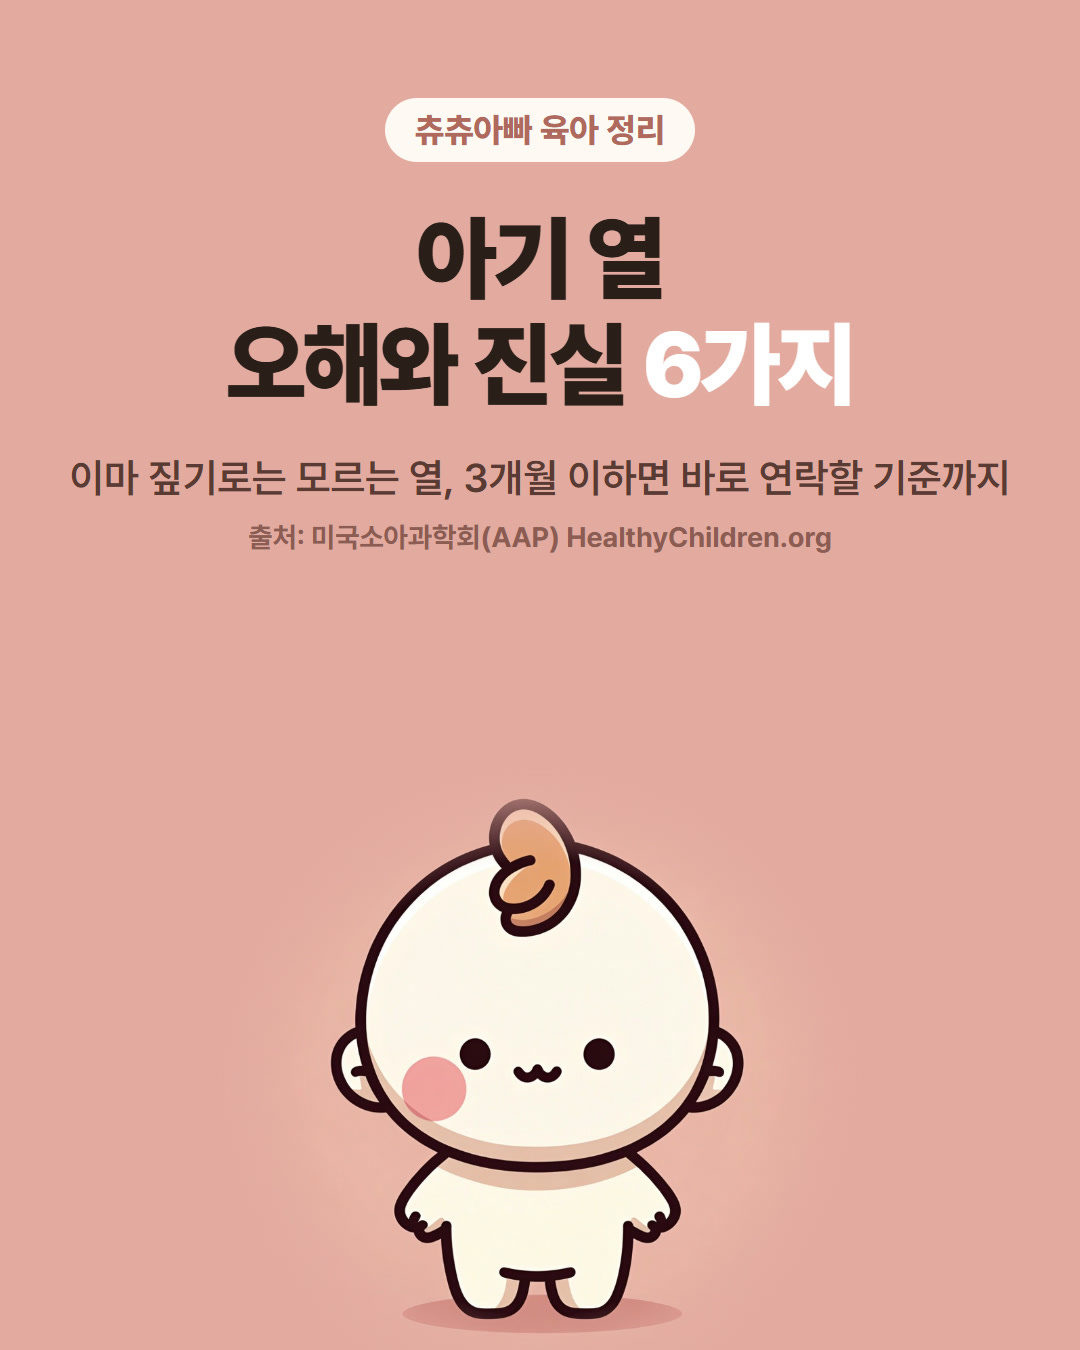 츄츄아빠 육아 정리
아기 열
오해와 진실 6가지
이마 짚기로는 모르는 열, 3개월 이하면 바로 연락할 기준까지
출처: 미국소아과학회(AAP) HealthyChildren.org